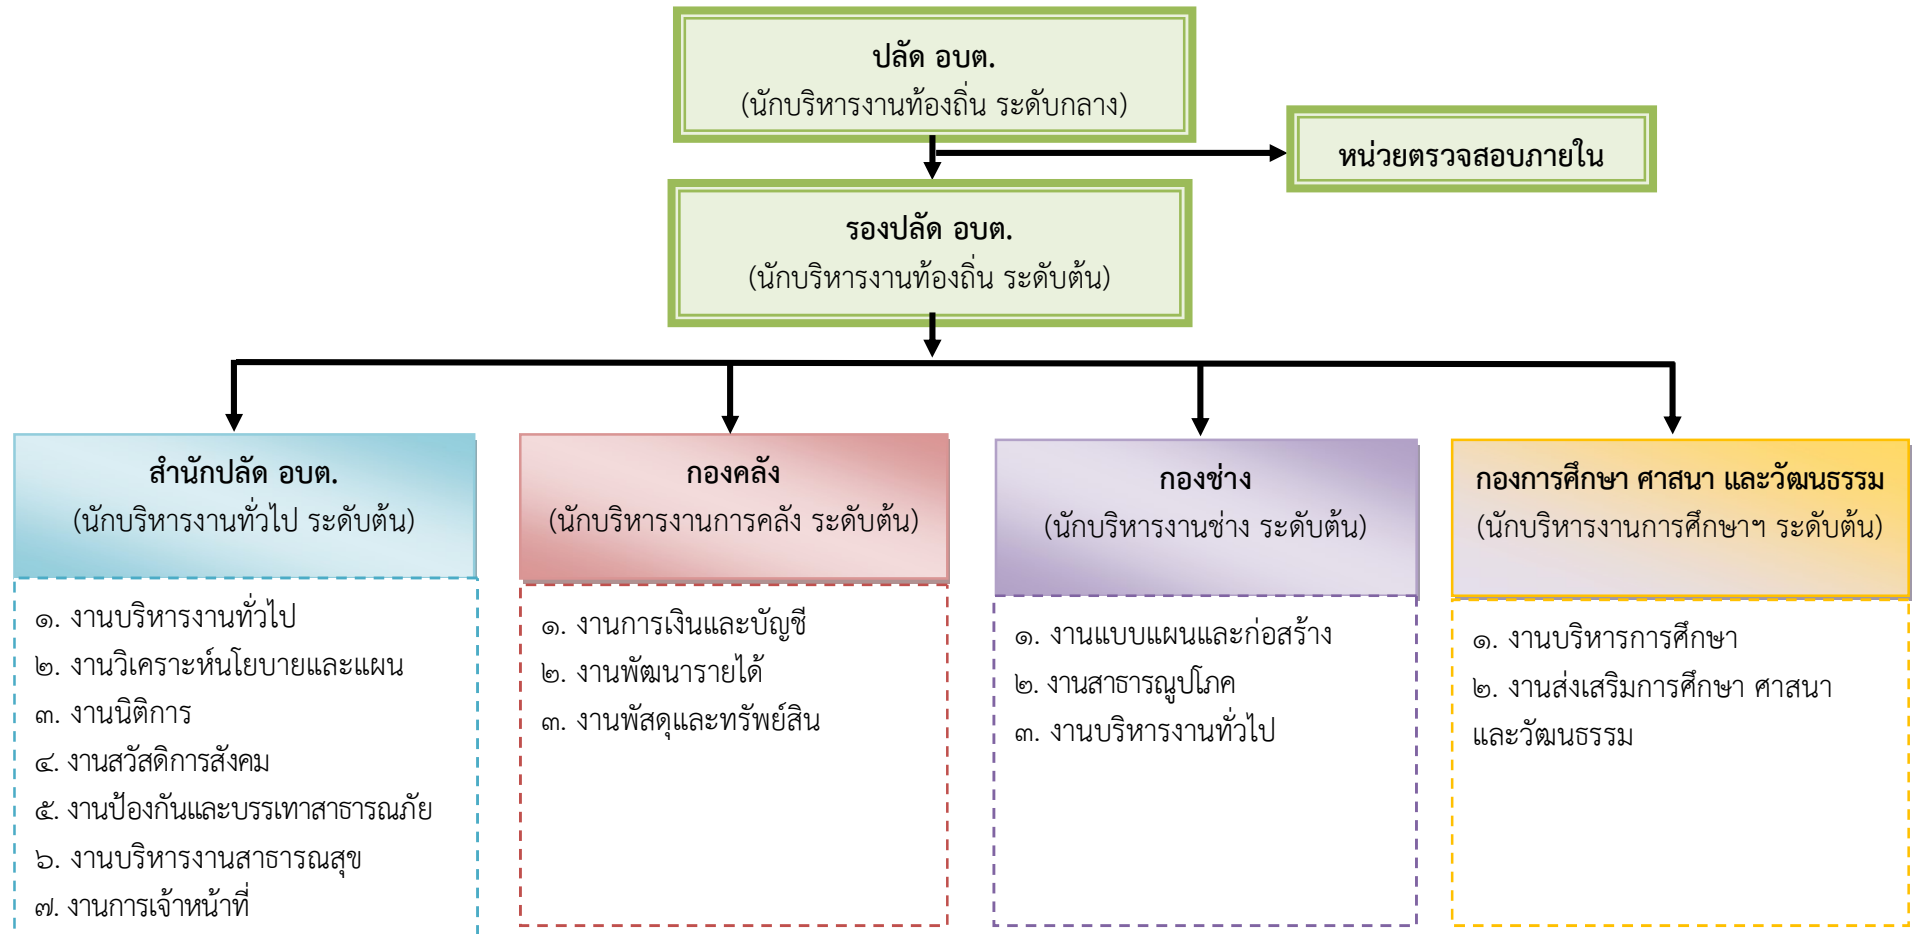 ปลัด อบต.
(นักบริหารงานท้องถิ่น ระดับกลาง)
หน่วยตรวจสอบภายใน
รองปลัด อบต.
(นักบริหารงานท้องถิ่น ระดับต้น)
สำนักปลัด อบต.
(นักบริหารงานทั่วไป ระดับต้น)
๑. งานบริหารงานทั่วไป
๒. งานวิเคราะห์นโยบายและแผน
๓. งานนิติการ
๔. งานสวัสดิการสังคม
๕. งานป้องกันและบรรเทาสาธารณภัย
๖. งานบริหารงานสาธารณสุข
๗. งานการเจ้าหน้าที่
กองคลัง
(นักบริหารงานการคลัง ระดับต้น)
๑. งานการเงินและบัญชี
๒. งานพัฒนารายได้
๓. งานพัสดุและทรัพย์สิน
กองช่าง
(นักบริหารงานช่าง ระดับต้น)
๑. งานแบบแผนและก่อสร้าง
๒. งานสาธารณูปโภค
๓. งานบริหารงานทั่วไป
กองการศึกษา ศาสนา และวัฒนธรรม
(นักบริหารงานการศึกษาฯ ระดับต้น)
๑. งานบริหารการศึกษา
๒. งานส่งเสริมการศึกษา ศาสนา
และวัฒนธรรม